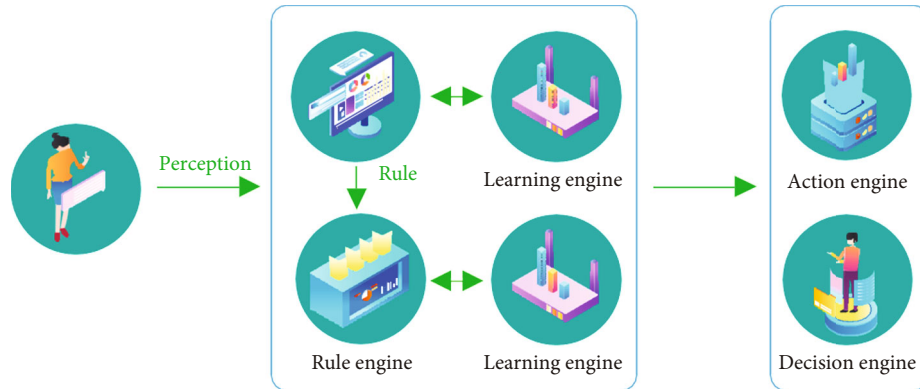 Perception
Rule
Learning engine
Action engine
Rule engine
Learning engine
Decision engine